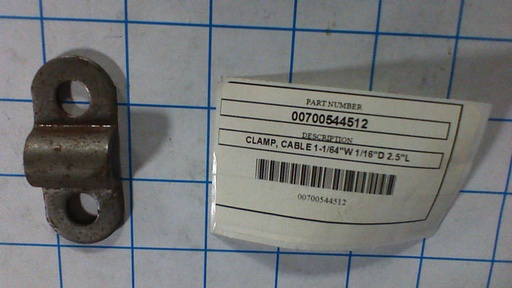 PART NUMBER
00700544512
DESCRIPTION
CLAMP, CABLE 1-1/64"W 1/16"D 2.5"L
00700544512